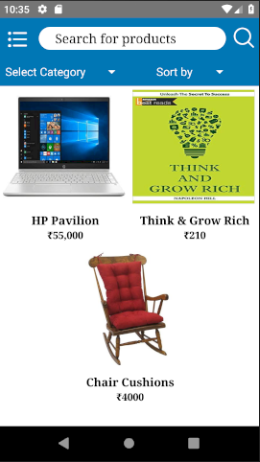 10:35
Search for products
Select Category
Sort by
Unleash The Secret To Success
THINK
AND
GROW RICH
NAPOLEON HILL
HP Pavilion
₹55,000
Think & Grow Rich
₹210
Chair Cushions
₹4000